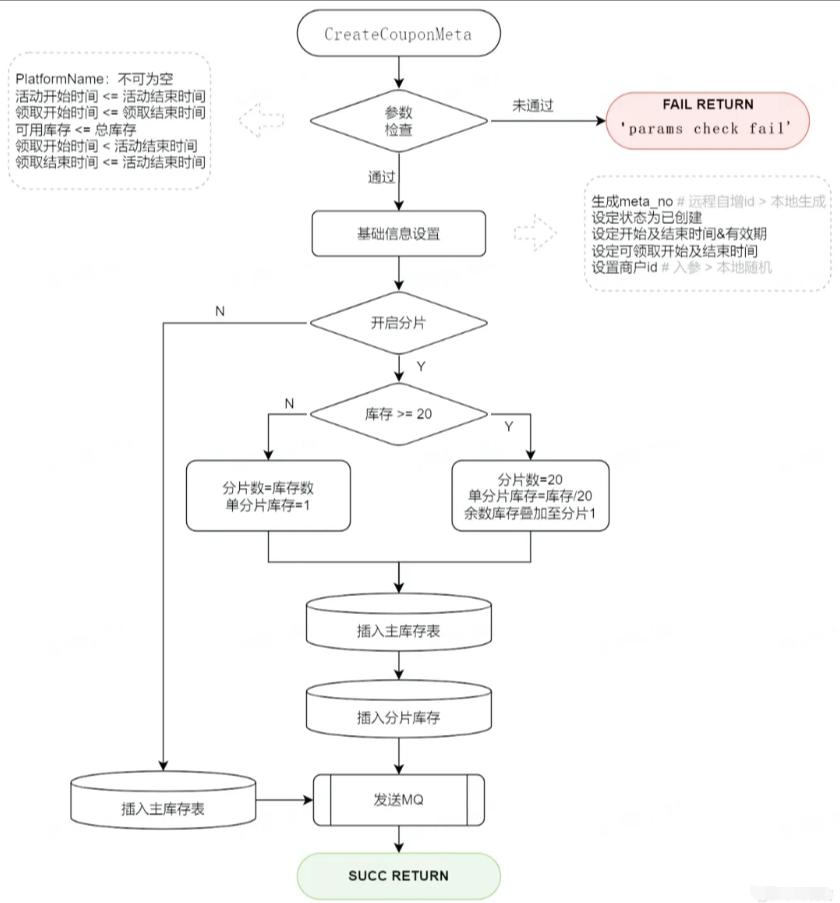 CreateCouponMeta
PlatformName：不可为空
活动开始时间 <= 活动结束时间
领取开始时间 <= 领取结束时间
可用库存 <= 总库存
领取开始时间 < 活动结束时间
领取结束时间 <= 活动结束时间
参数
检查
未通过
FAIL RETURN
'params check fail'
通过
生成meta_no # 远程自增id > 本地生成
设定状态为已创建
设定开始及结束时间&有效期
设定可领取开始及结束时间
设置商户id # 入参 > 本地随机
基础信息设置
N
开启分片
Y
N
库存 >= 20
Y
分片数=库存数
单分片库存=1
分片数=20
单分片库存=库存/20
余数库存叠加至分片1
插入主库存表
插入分片库存
插入主库存表
发送MQ
SUCC RETURN